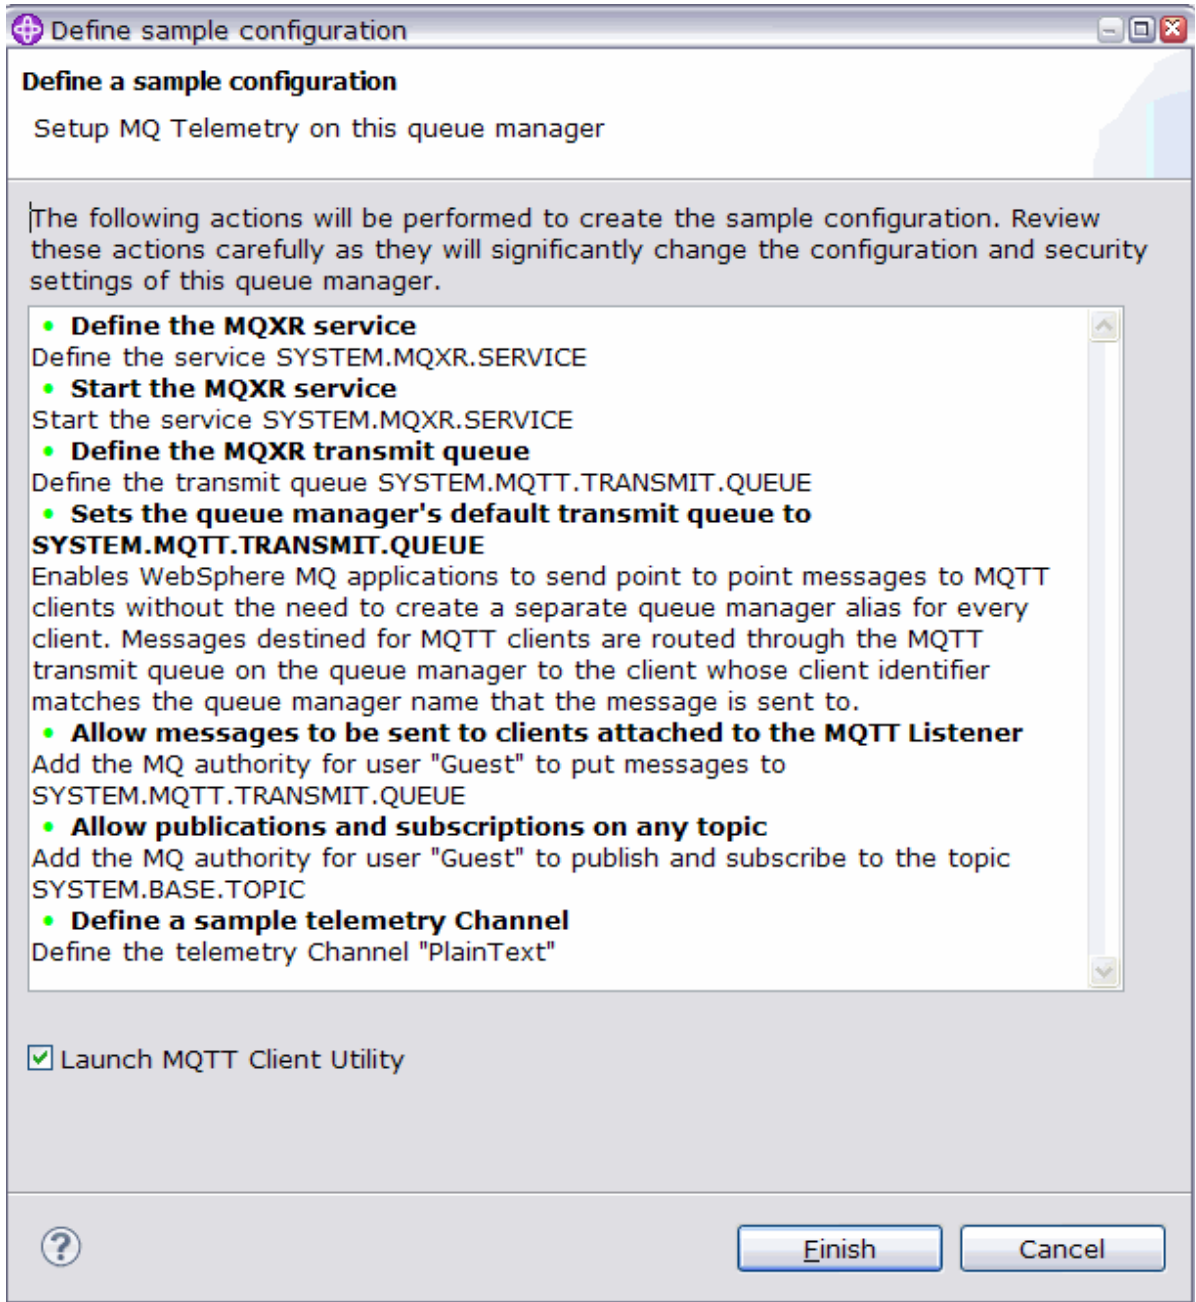 Define sample configuration
Define a sample configuration
Setup MQ Telemetry on this queue manager
The following actions will be performed to create the sample configuration. Review
these actions carefully as they will significantly change the configuration and security
settings of this queue manager.
• Define the MQXR service
Define the service SYSTEM.MQXR.SERVICE
• Start the MQXR service
Start the service SYSTEM.MQXR.SERVICE
• Define the MQXR transmit queue
Define the transmit queue SYSTEM.MQTT.TRANSMIT.QUEUE
• Sets the queue manager's default transmit queue to
SYSTEM.MQTT.TRANSMIT.QUEUE
Enables WebSphere MQ applications to send point to point messages to MQTT
clients without the need to create a separate queue manager alias for every
client. Messages destined for MQTT clients are routed through the MQTT
transmit queue on the queue manager to the client whose client identifier
matches the queue manager name that the message is sent to.
• Allow messages to be sent to clients attached to the MQTT Listener
Add the MQ authority for user "Guest" to put messages to
SYSTEM.MQTT.TRANSMIT.QUEUE
• Allow publications and subscriptions on any topic
Add the MQ authority for user "Guest" to publish and subscribe to the topic
SYSTEM.BASE.TOPIC
• Define a sample telemetry Channel
Define the telemetry Channel "PlainText"
Launch MQTT Client Utility
?
Finish
Cancel